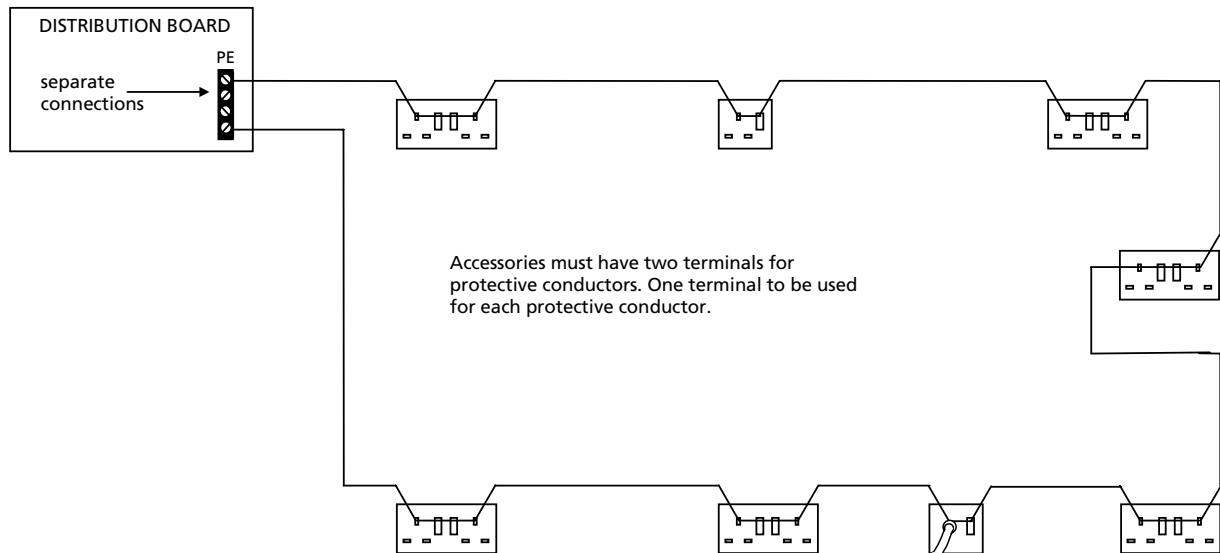 DISTRIBUTION BOARD
PE
separate
connections
Accessories must have two terminals for
protective conductors. One terminal to be used
for each protective conductor.